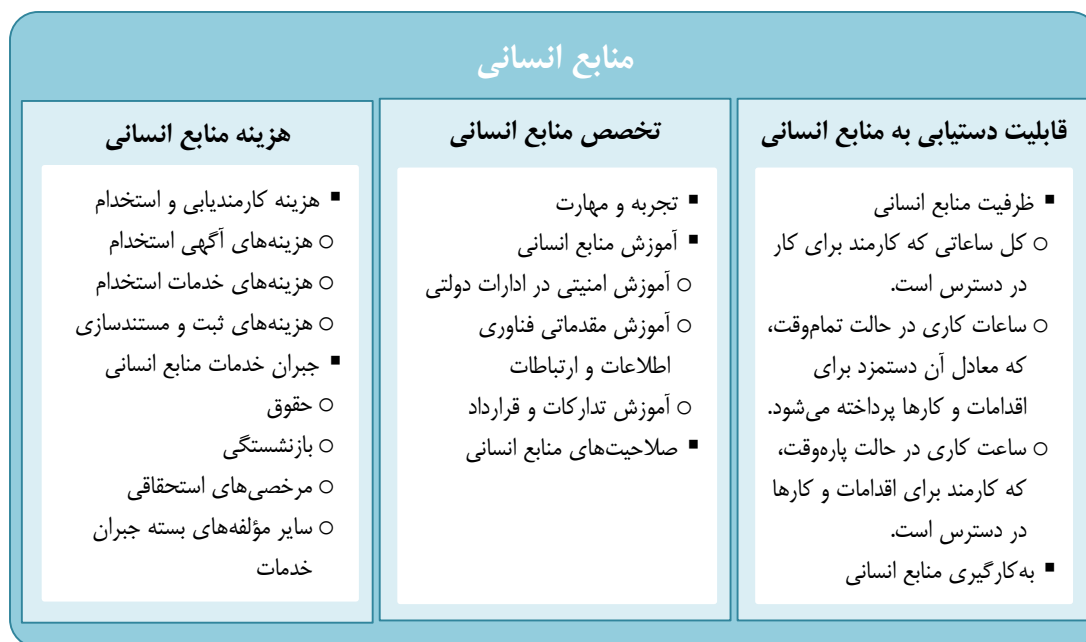 منابع انسانی
قابلیت دستیابی به منابع انسانی
▪ ظرفیت منابع انسانی
○ کل ساعاتی که کارمند برای کار
در دسترس است.
○ ساعات کاری در حالت تمام‌وقت،
که معادل آن دستمزد برای
اقدامات و کارها پرداخته می‌شود.
○ ساعت کاری در حالت پاره‌وقت،
که کارمند برای اقدامات و کارها
در دسترس است.
▪ به‌کارگیری منابع انسانی
تخصص منابع انسانی
▪ تجربه و مهارت
▪ آموزش منابع انسانی
○ آموزش امنیتی در ادارات دولتی
○ آموزش مقدماتی فناوری
اطلاعات و ارتباطات
○ آموزش تدارکات و قرارداد
▪ صلاحیت‌های منابع انسانی
هزینه منابع انسانی
▪ هزینه کارمندیابی و استخدام
○ هزینه‌های آگهی استخدام
○ هزینه‌های خدمات استخدام
○ هزینه‌های ثبت و مستندسازی
▪ جبران خدمات منابع انسانی
○ حقوق
○ بازنشستگی
○ مرخصی‌های استحقاقی
○ سایر مؤلفه‌های بسته جبران
خدمات